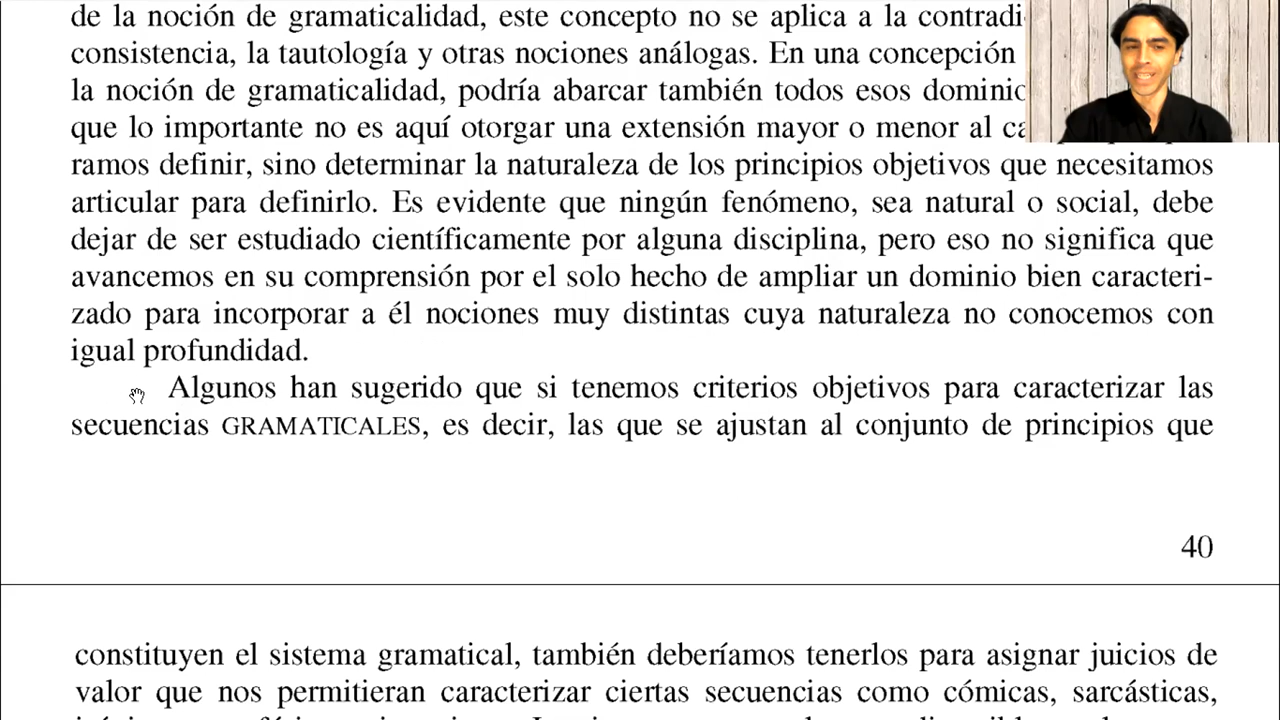 de la noción de gramaticalidad, este concepto no se aplica a la
consistencia, la tautología y otras nociones análogas. En una concepción
la noción de gramaticalidad, podría abarcar también todos esos
que lo importante no es aquí otorgar una extensión mayor o menor al
ramos definir, sino determinar la naturaleza de los principios objetivos que necesitamos
articular para definirlo. Es evidente que ningún fenómeno, sea natural o social, debe
dejar de ser estudiado científicamente por alguna disciplina, pero eso no significa que
avancemos en su comprensión por el solo hecho de ampliar un dominio bien caracteri-
zado para incorporar a él nociones muy distintas cuya naturaleza no conocemos con
igual profundidad.
Algunos han sugerido que si tenemos criterios objetivos para caracterizar las
secuencias GRAMATICALES, es decir, las que se ajustan al conjunto de principios que
40
constituyen el sistema gramatical, también deberíamos tenerlos para asignar juicios de
valor que nos permitieran caracterizar ciertas secuencias como cómicas, sarcásticas,